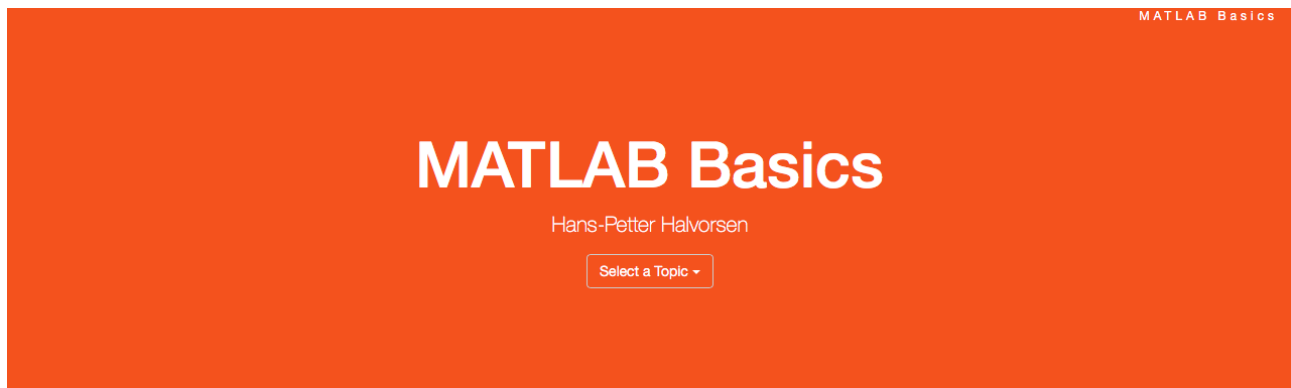 MATLAB Basics
MATLAB Basics
Hans-Petter Halvorsen
Select a Topic